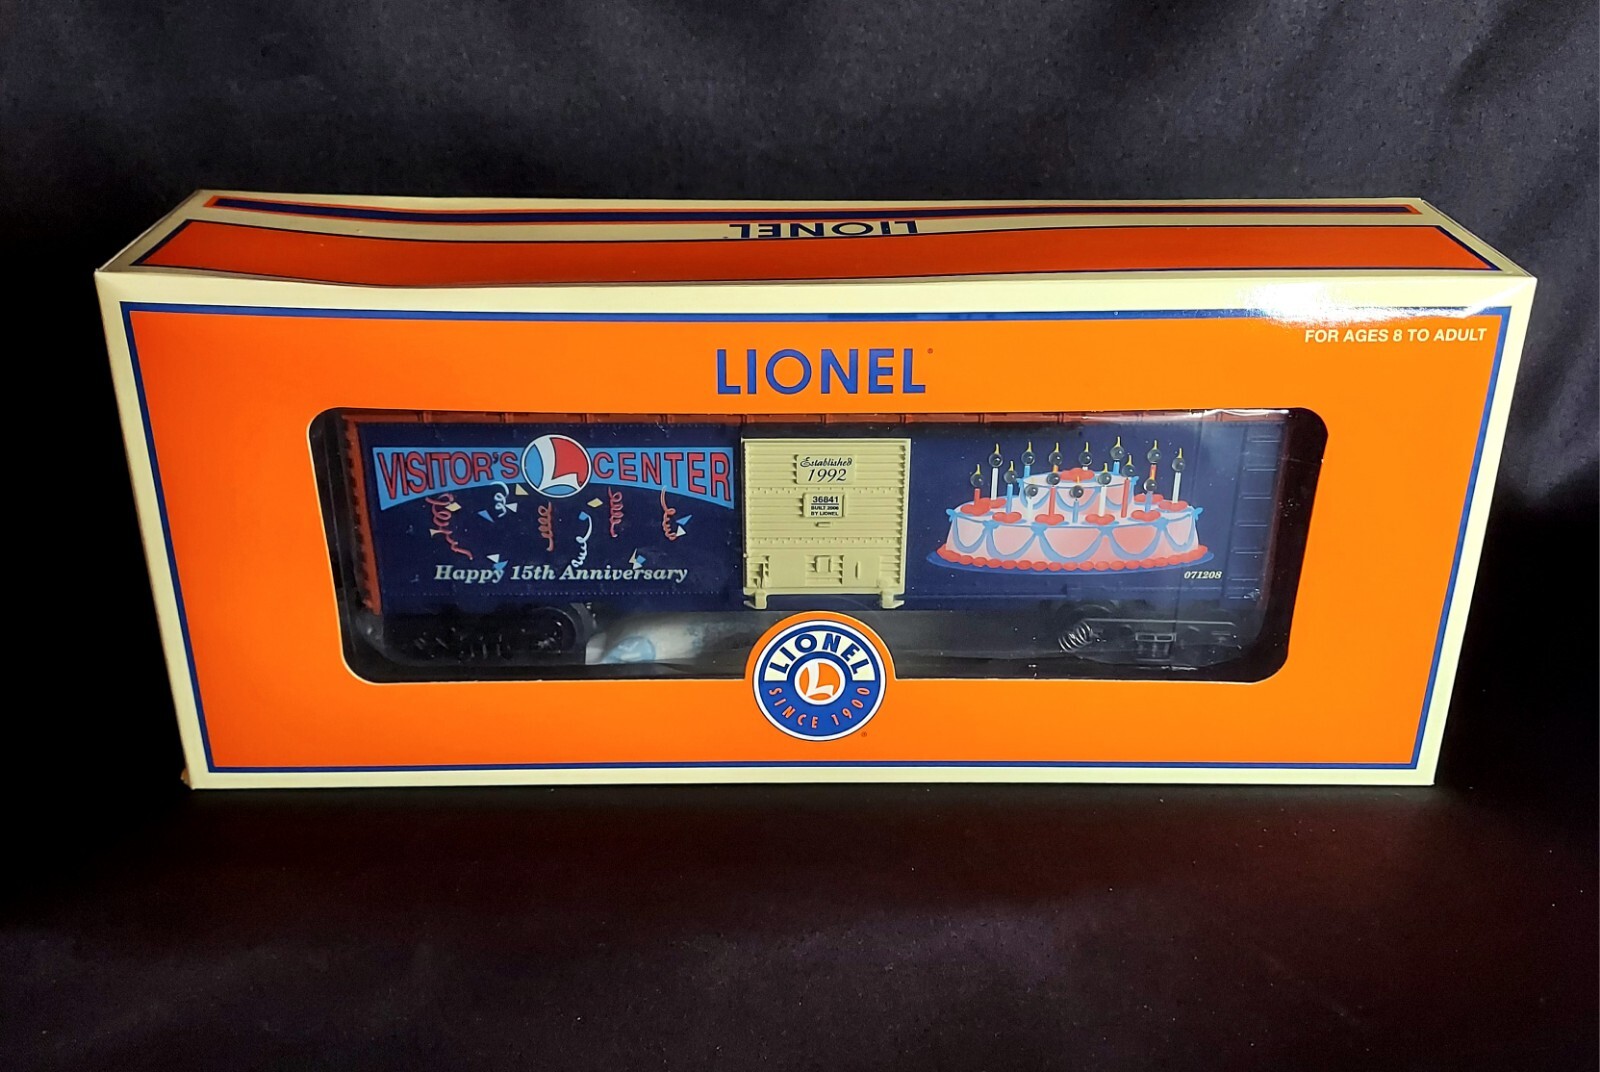 LIONEL
FOR AGES 8 TO ADULT
LIONEL
VISITOR'S L CENTER
Happy 15th Anniversary
Established
1992
36841
BUILT 2006
BY LIONEL
071208
LIONEL
L
SINCE 1900